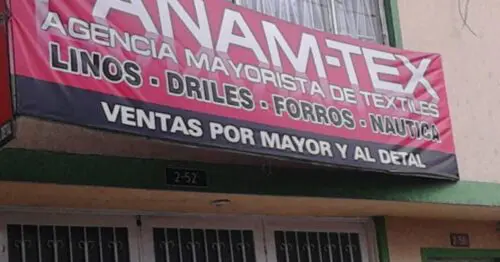 ANAM-TEX
AGENCIA MAYORISTA DE TEXTILES
LINOS · DRILES · FORROS · NAUTICA
VENTAS POR MAYOR Y AL DETAL
2-52